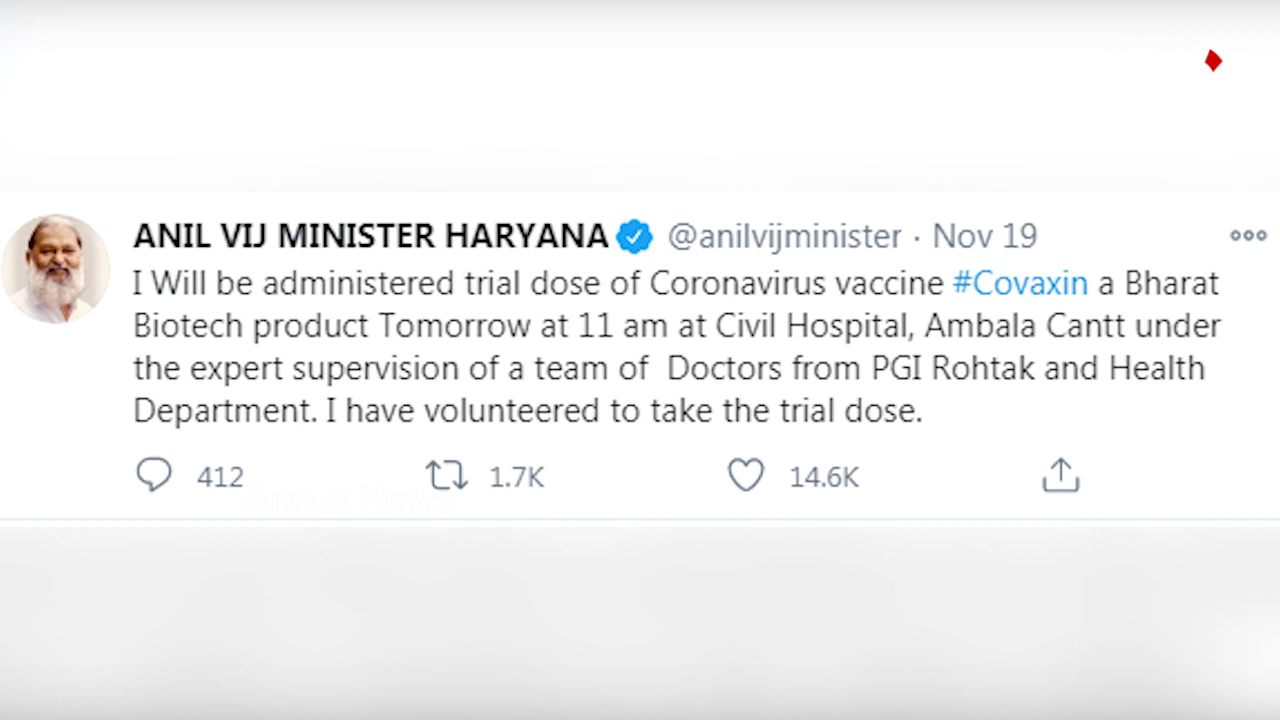 ANIL VIJ MINISTER HARYANA @anilvijminister · Nov 19
I Will be administered trial dose of Coronavirus vaccine #Covaxin a Bharat
Biotech product Tomorrow at 11 am at Civil Hospital, Ambala Cantt under
the expert supervision of a team of  Doctors from PGI Rohtak and Health
Department. I have volunteered to take the trial dose.
412 1.7K 14.6K
Argus News